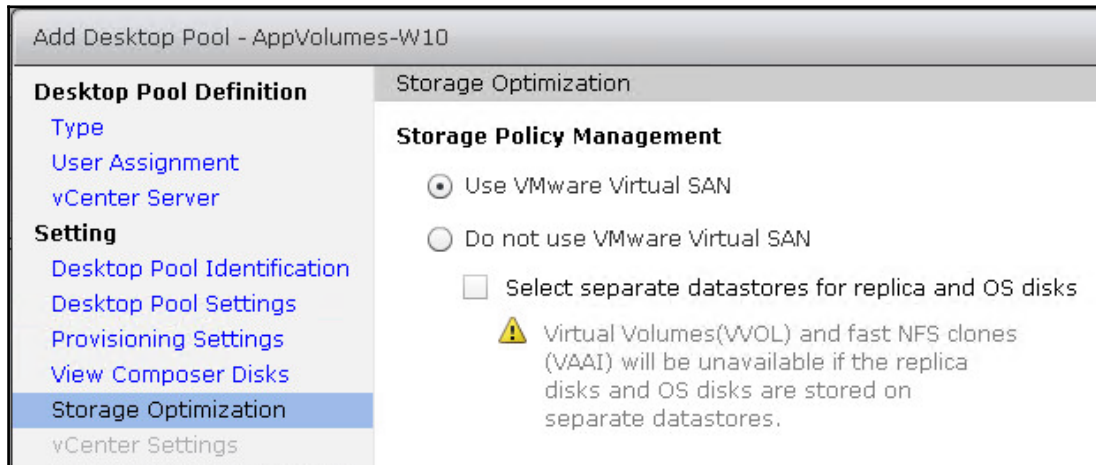 Add Desktop Pool - AppVolumes-W10
Desktop Pool Definition
Type
User Assignment
vCenter Server
Setting
Desktop Pool Identification
Desktop Pool Settings
Provisioning Settings
View Composer Disks
Storage Optimization
vCenter Settings
Storage Optimization
Storage Policy Management
Use VMware Virtual SAN
Do not use VMware Virtual SAN
Select separate datastores for replica and OS disks
Virtual Volumes(VVOL) and fast NFS clones
(VAAI) will be unavailable if the replica
disks and OS disks are stored on
separate datastores.